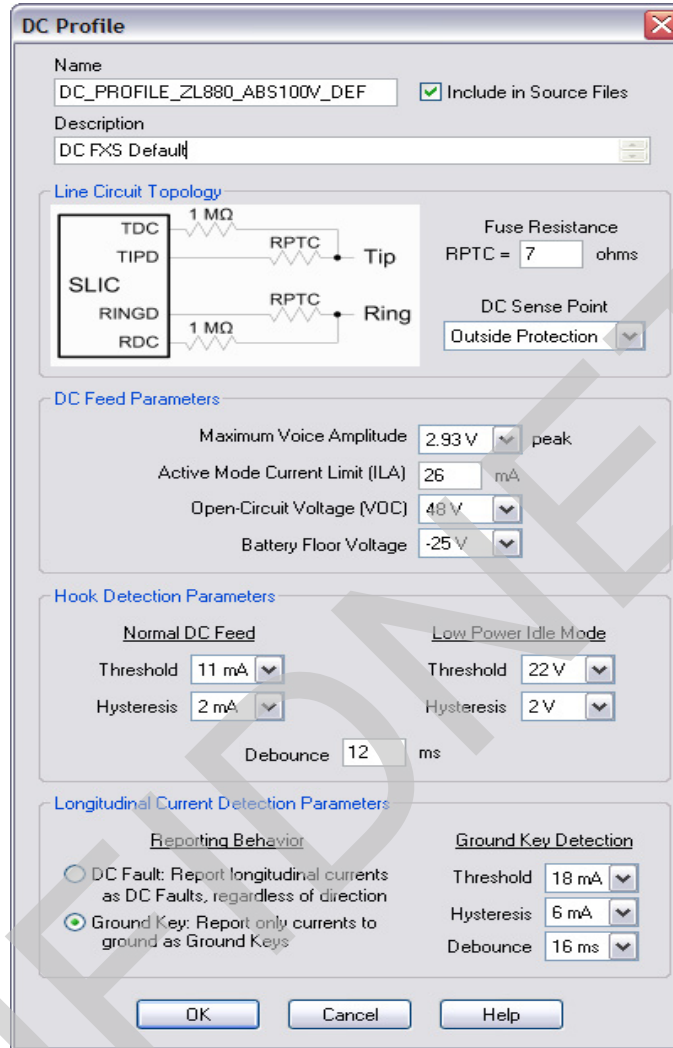 DC Profile
Name
DC_PROFILE_ZL880_ABS100V_DEF
Include in Source Files
Description
DC FXS Default
Line Circuit Topology
SLIC
TDC
1 MΩ
TIPD
RPTC
Tip
RINGD
RPTC
Ring
RDC
1 MΩ
Fuse Resistance
RPTC = 7 ohms
DC Sense Point
Outside Protection
DC Feed Parameters
Maximum Voice Amplitude 2.93 V peak
Active Mode Current Limit (ILA) 26 mA
Open-Circuit Voltage (VOC) 48 V
Battery Floor Voltage -25 V
Hook Detection Parameters
Normal DC Feed
Threshold 11 mA
Hysteresis 2 mA
Low Power Idle Mode
Threshold 22 V
Hysteresis 2 V
Debounce 12 ms
Longitudinal Current Detection Parameters
Reporting Behavior
DC Fault: Report longitudinal currents
as DC Faults, regardless of direction
Ground Key: Report only currents to
ground as Ground Keys
Ground Key Detection
Threshold 18 mA
Hysteresis 6 mA
Debounce 16 ms
OK
Cancel
Help